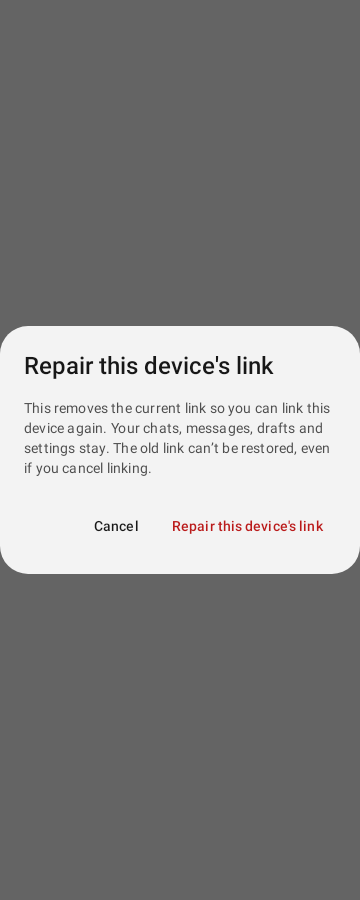 Repair this device's link
This removes the current link so you can link this
device again. Your chats, messages, drafts and
settings stay. The old link can’t be restored, even
if you cancel linking.
Cancel
Repair this device's link